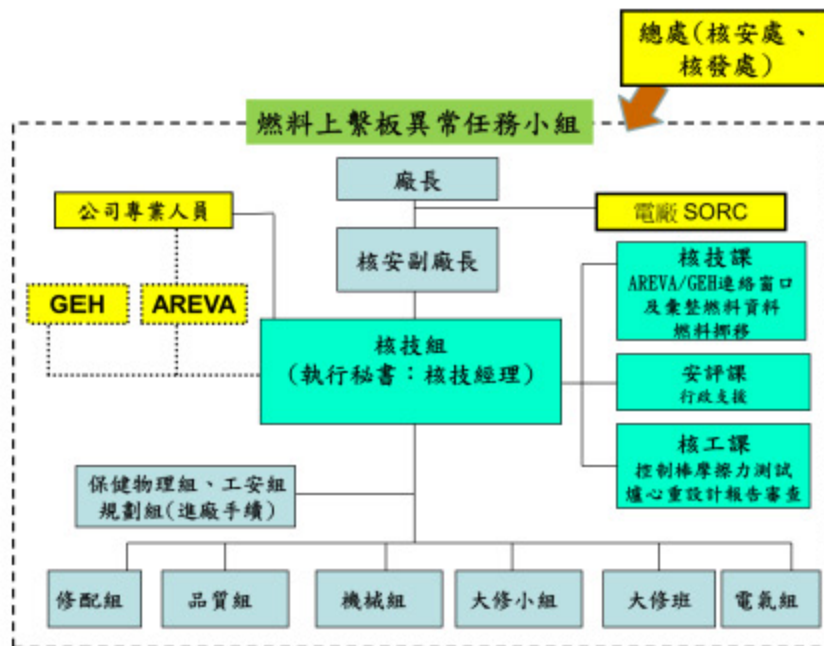 總處(核安處、
核發處)
燃料上繫板異常任務小組
廠長
公司專業人員
電廠 SORC
核安副廠長
核技課
AREVA/GEH連絡窗口
及彙整燃料資料
燃料挪移
GEH
AREVA
核技組
(執行秘書：核技經理)
安評課
行政支援
核工課
控制棒摩擦力測試
爐心重設計報告審查
保健物理組、工安組
規劃組(進廠手續)
修配組
品質組
機械組
大修小組
大修班
電氣組